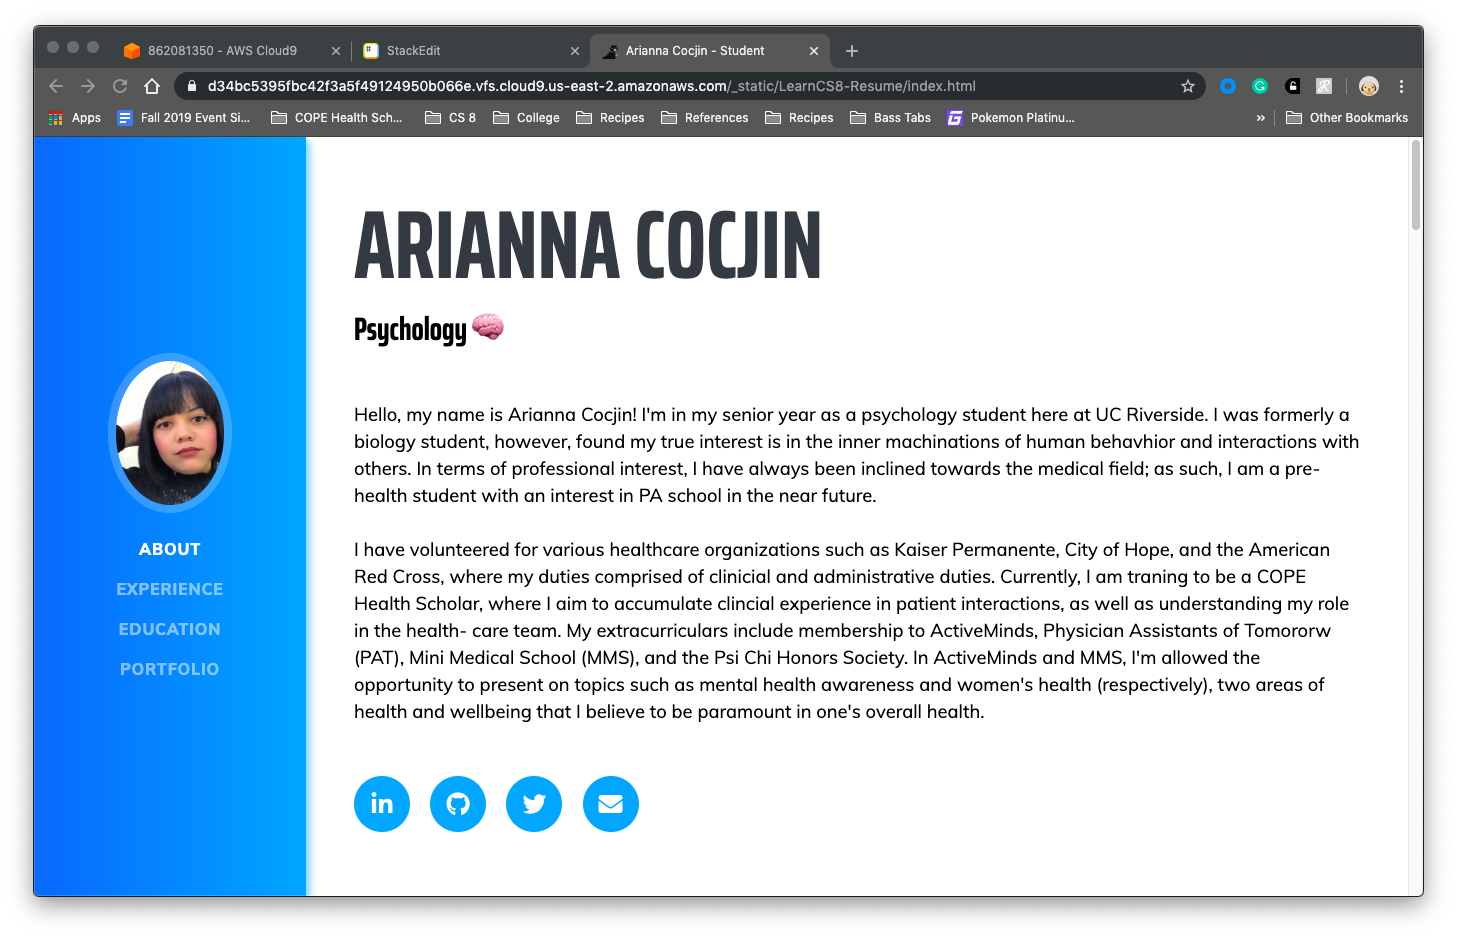 862081350 - AWS Cloud9
StackEdit
Arianna Cocjin - Student
d34bc5395fbc42f3a5f49124950b066e.vfs.cloud9.us-east-2.amazonaws.com/_static/LearnCS8-Resume/index.html
Apps
Fall 2019 Event Si...
COPE Health Sch...
CS 8
College
Recipes
References
Recipes
Bass Tabs
Pokemon Platinu...
»
Other Bookmarks
ARIANNA COCJIN
Psychology 🧠
Hello, my name is Arianna Cocjin! I'm in my senior year as a psychology student here at UC Riverside. I was formerly a
biology student, however, found my true interest is in the inner machinations of human behavhior and interactions with
others. In terms of professional interest, I have always been inclined towards the medical field; as such, I am a pre-
health student with an interest in PA school in the near future.
I have volunteered for various healthcare organizations such as Kaiser Permanente, City of Hope, and the American
Red Cross, where my duties comprised of clinicial and administrative duties. Currently, I am traning to be a COPE
Health Scholar, where I aim to accumulate clincial experience in patient interactions, as well as understanding my role
in the health- care team. My extracurriculars include membership to ActiveMinds, Physician Assistants of Tomororw
(PAT), Mini Medical School (MMS), and the Psi Chi Honors Society. In ActiveMinds and MMS, I'm allowed the
opportunity to present on topics such as mental health awareness and women's health (respectively), two areas of
health and wellbeing that I believe to be paramount in one's overall health.
ABOUT
EXPERIENCE
EDUCATION
PORTFOLIO
in